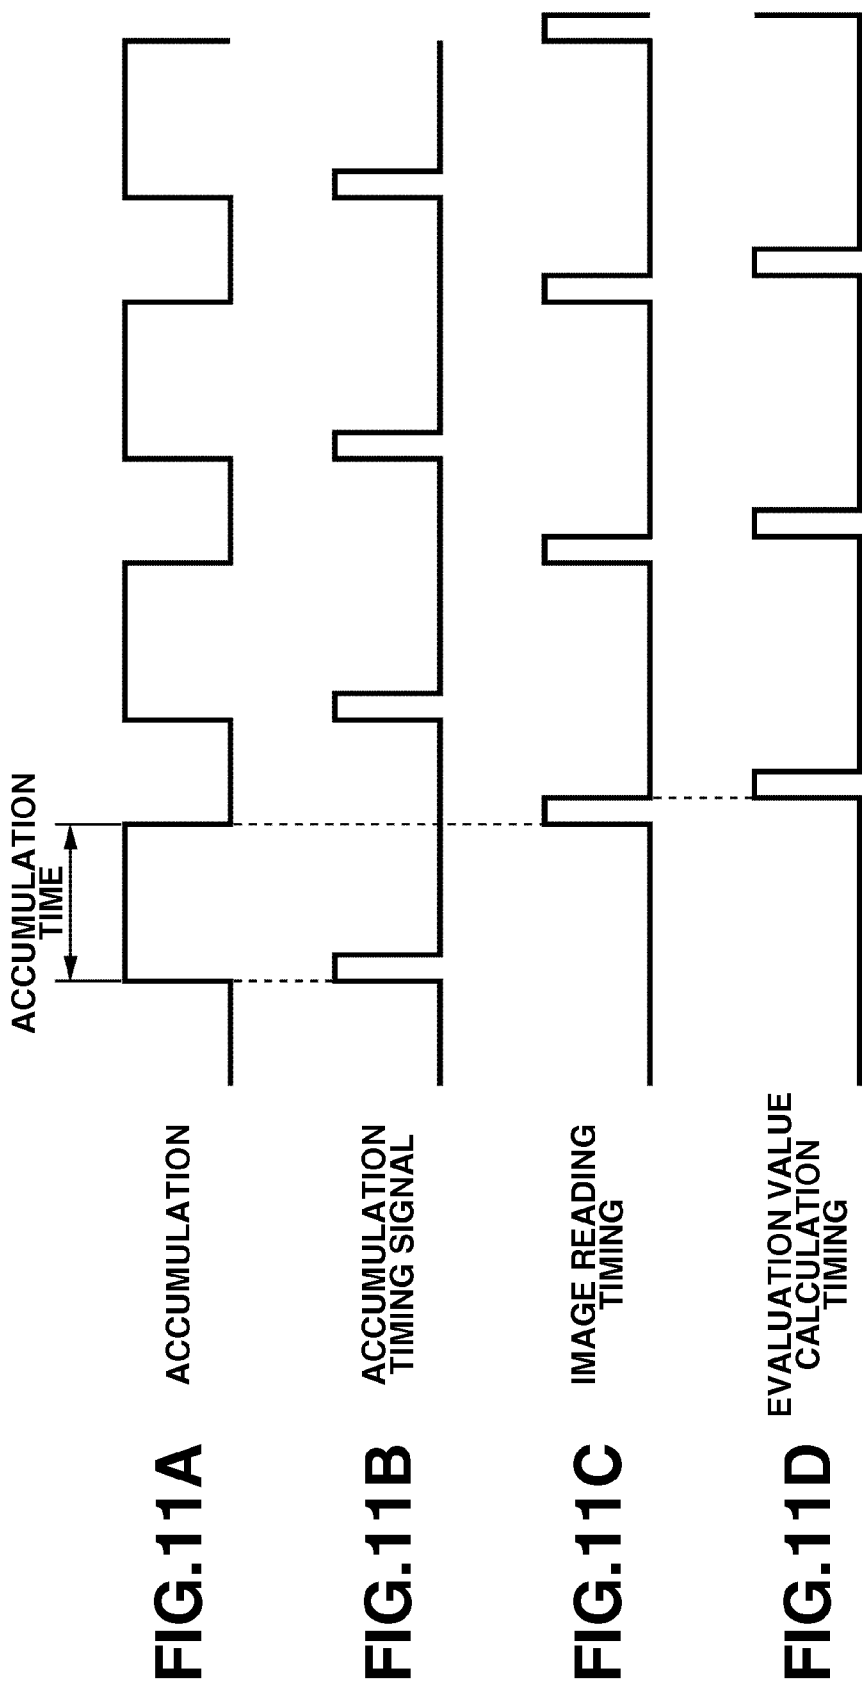 ACCUMULATION
TIME
FIG.11A
ACCUMULATION
FIG.11B
ACCUMULATION
TIMING SIGNAL
FIG.11C
IMAGE READING
TIMING
FIG.11D
EVALUATION VALUE
CALCULATION
TIMING